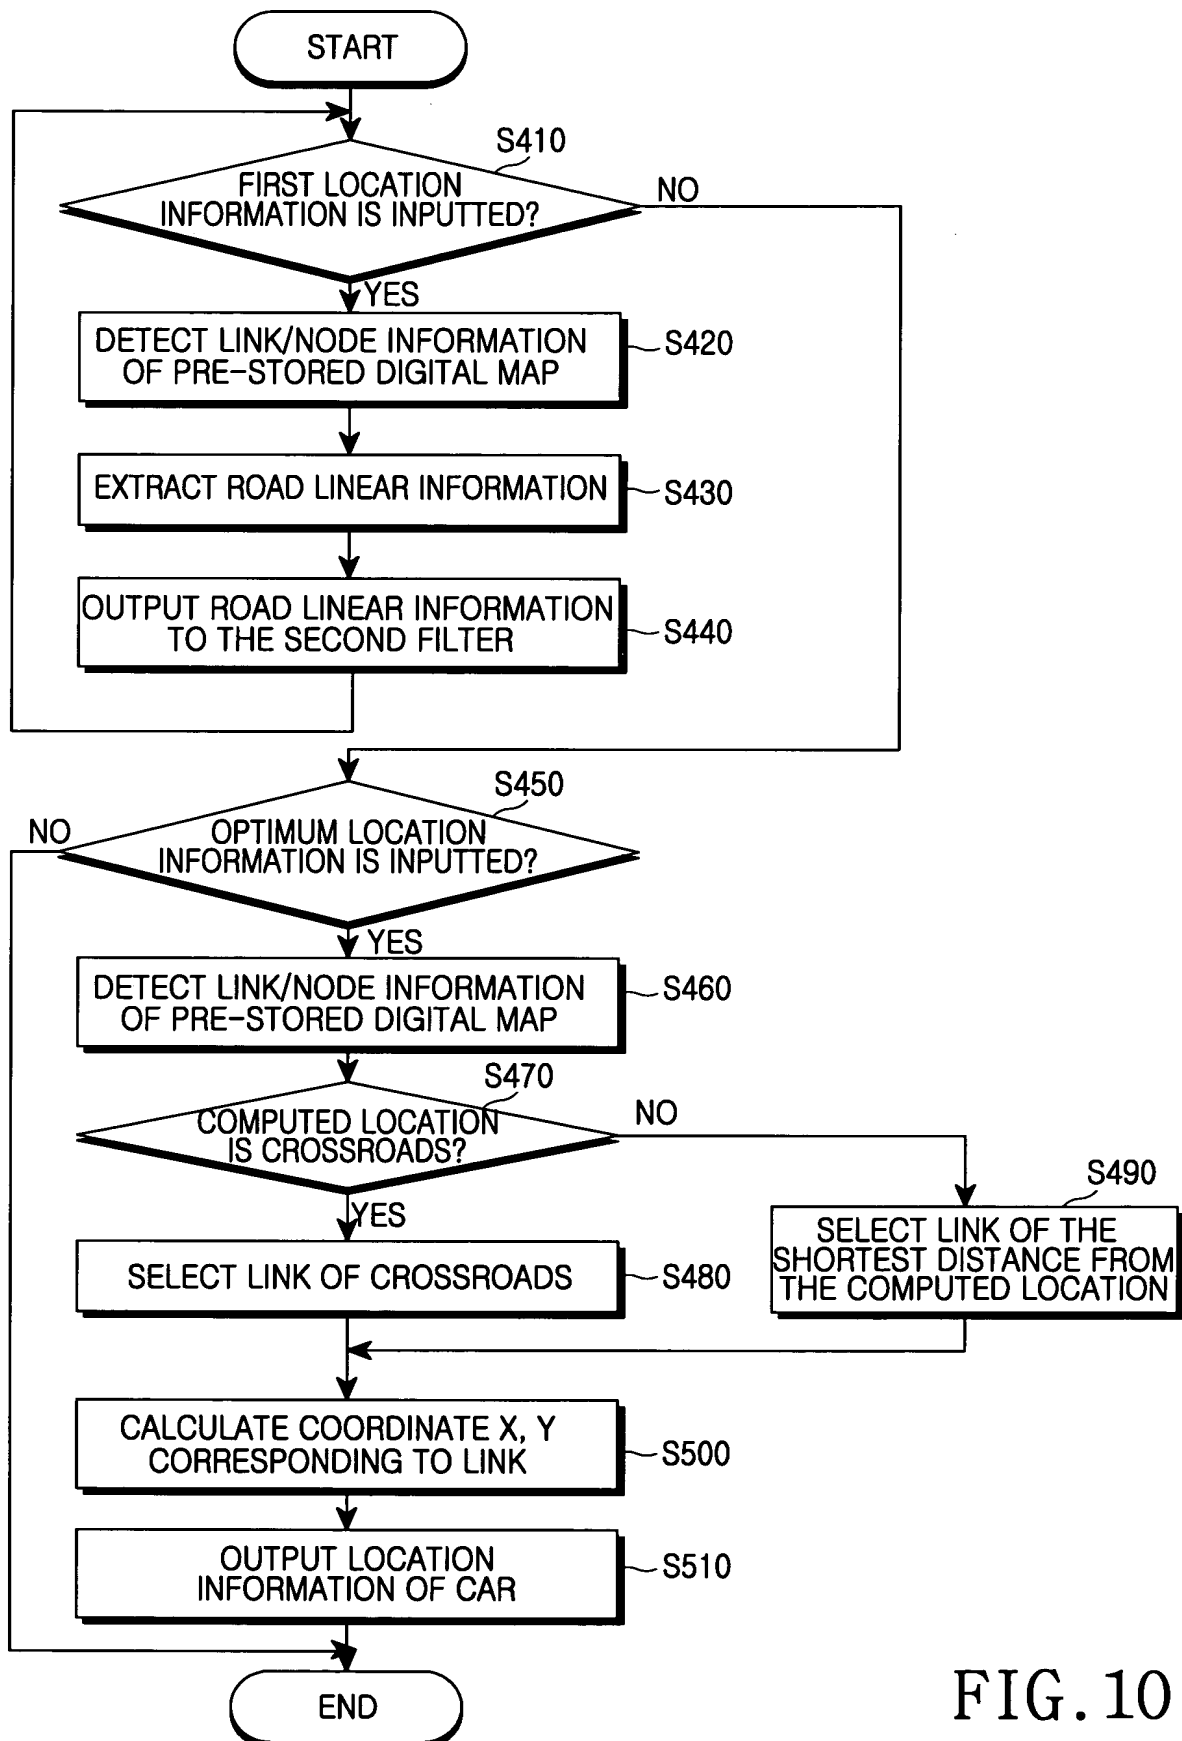 START
S410
FIRST LOCATION
INFORMATION IS INPUTTED?
NO
YES
DETECT LINK/NODE INFORMATION
OF PRE-STORED DIGITAL MAP
S420
EXTRACT ROAD LINEAR INFORMATION
S430
OUTPUT ROAD LINEAR INFORMATION
TO THE SECOND FILTER
S440
S450
NO
OPTIMUM LOCATION
INFORMATION IS INPUTTED?
YES
DETECT LINK/NODE INFORMATION
OF PRE-STORED DIGITAL MAP
S460
S470
COMPUTED LOCATION
IS CROSSROADS?
NO
YES
S490
SELECT LINK OF THE
SHORTEST DISTANCE FROM
THE COMPUTED LOCATION
SELECT LINK OF CROSSROADS
S480
CALCULATE COORDINATE X, Y
CORRESPONDING TO LINK
S500
OUTPUT LOCATION
INFORMATION OF CAR
S510
END
FIG. 10